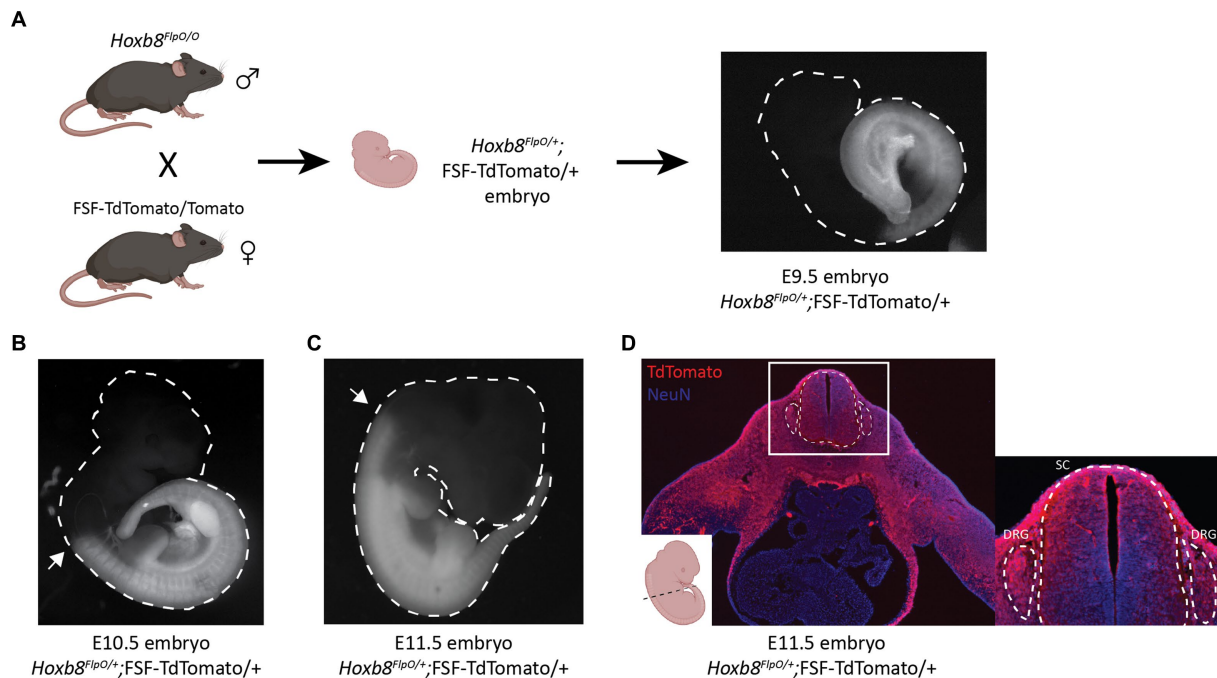 A
Hoxb8FlpO/O
♂
X
FSF-TdTomato/Tomato
♀
Hoxb8FlpO/+;
FSF-TdTomato/+
embryo
E9.5 embryo
Hoxb8FlpO/+;FSF-TdTomato/+
B
E10.5 embryo
Hoxb8FlpO/+;FSF-TdTomato/+
C
E11.5 embryo
Hoxb8FlpO/+;FSF-TdTomato/+
D
TdTomato
NeuN
SC
DRG
DRG
E11.5 embryo
Hoxb8FlpO/+;FSF-TdTomato/+